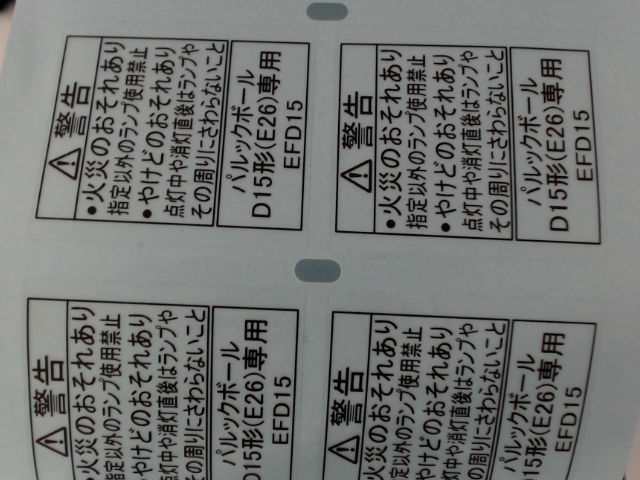 ⚠警告
●火災のおそれあり
指定以外のランプ使用禁止
●やけどのおそれあり
点灯中や消灯直後はランプや
その周りにさわらないこと
パルックボール
D15形(E26)専用
EFD15
⚠警告
●火災のおそれあり
指定以外のランプ使用禁止
●やけどのおそれあり
点灯中や消灯直後はランプや
その周りにさわらないこと
パルックボール
D15形(E26)専用
EFD15
⚠警告
火災のおそれあり
指定以外のランプ使用禁止
やけどのおそれあり
点灯中や消灯直後はランプや
その周りにさわらないこと
パルックボール
D15形(E26)専用
EFD15
⚠警告
火災のおそれあり
指定以外のランプ使用禁止
やけどのおそれあり
点灯中や消灯直後はランプや
その周りにさわらないこと
パルックボール
D15形(E26)専用
EFD15